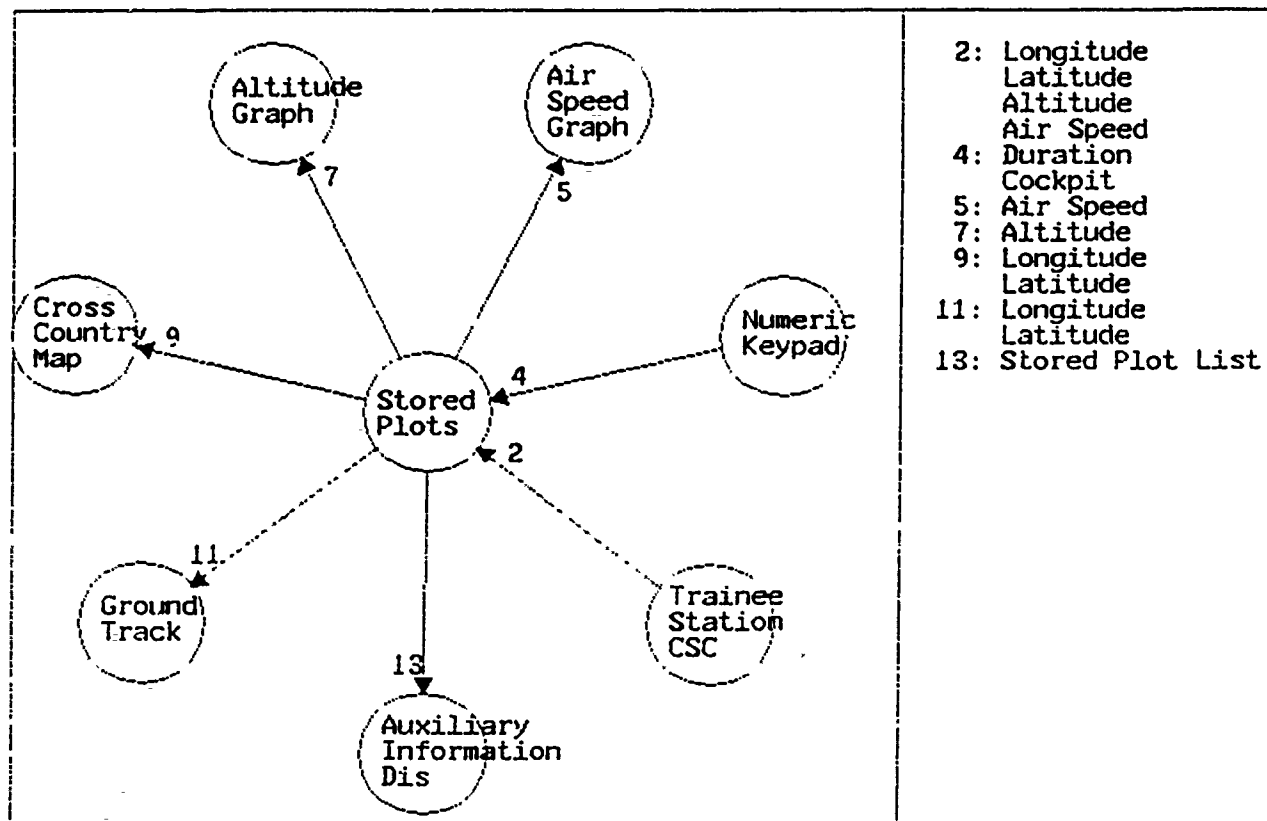 Altitude
Graph
Air
Speed
Graph
7
5
Cross
Country
Map
9
Numeric
Keypad
4
Stored
Plots
2
11
Ground
Track
Trainee
Station
CSC
13
Auxiliary
Information
Dis
2: Longitude
Latitude
Altitude
Air Speed
4: Duration
Cockpit
5: Air Speed
7: Altitude
9: Longitude
Latitude
11: Longitude
Latitude
13: Stored Plot List